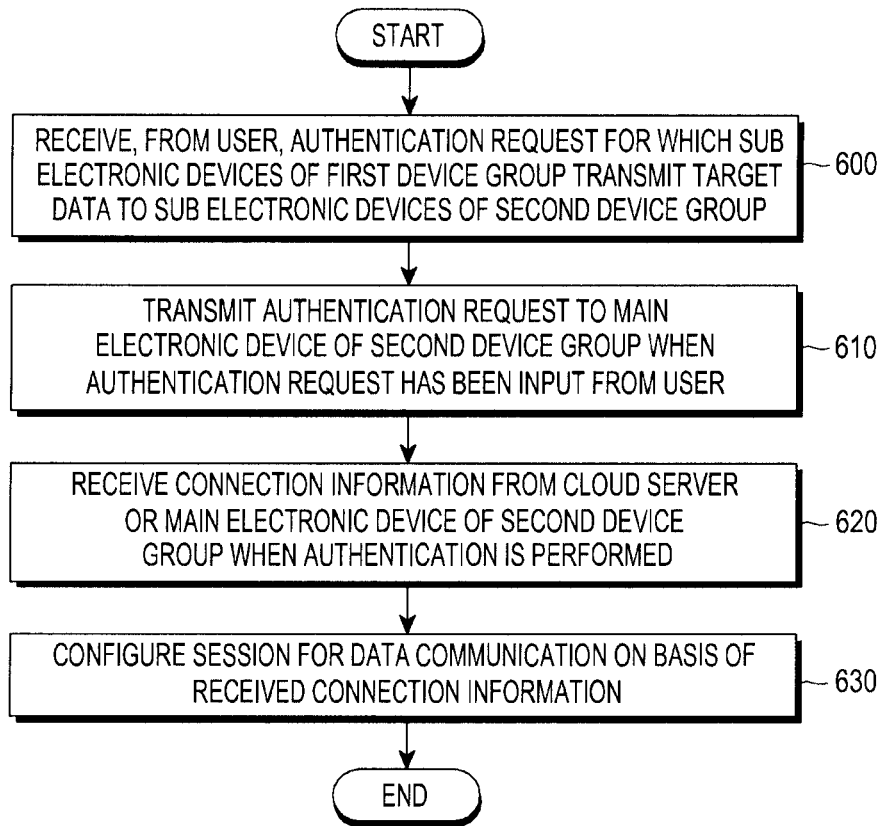 START
RECEIVE, FROM USER, AUTHENTICATION REQUEST FOR WHICH SUB
ELECTRONIC DEVICES OF FIRST DEVICE GROUP TRANSMIT TARGET
DATA TO SUB ELECTRONIC DEVICES OF SECOND DEVICE GROUP
600
TRANSMIT AUTHENTICATION REQUEST TO MAIN
ELECTRONIC DEVICE OF SECOND DEVICE GROUP WHEN
AUTHENTICATION REQUEST HAS BEEN INPUT FROM USER
610
RECEIVE CONNECTION INFORMATION FROM CLOUD SERVER
OR MAIN ELECTRONIC DEVICE OF SECOND DEVICE
GROUP WHEN AUTHENTICATION IS PERFORMED
620
CONFIGURE SESSION FOR DATA COMMUNICATION ON BASIS OF
RECEIVED CONNECTION INFORMATION
630
END